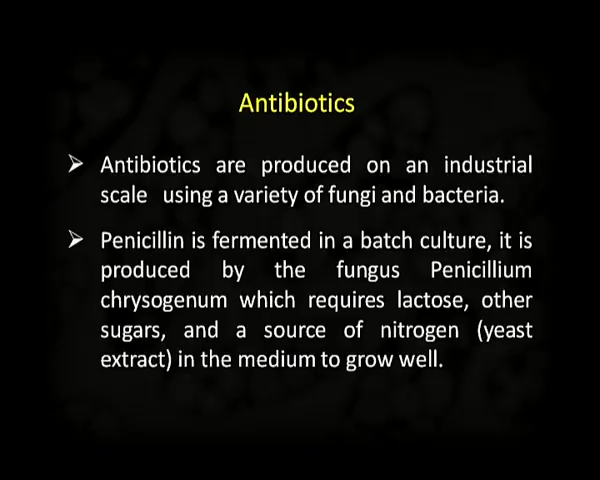 Antibiotics
➢ Antibiotics are produced on an industrial
scale using a variety of fungi and bacteria.
➢ Penicillin is fermented in a batch culture, it is
produced by the fungus Penicillium
chrysogenum which requires lactose, other
sugars, and a source of nitrogen (yeast
extract) in the medium to grow well.